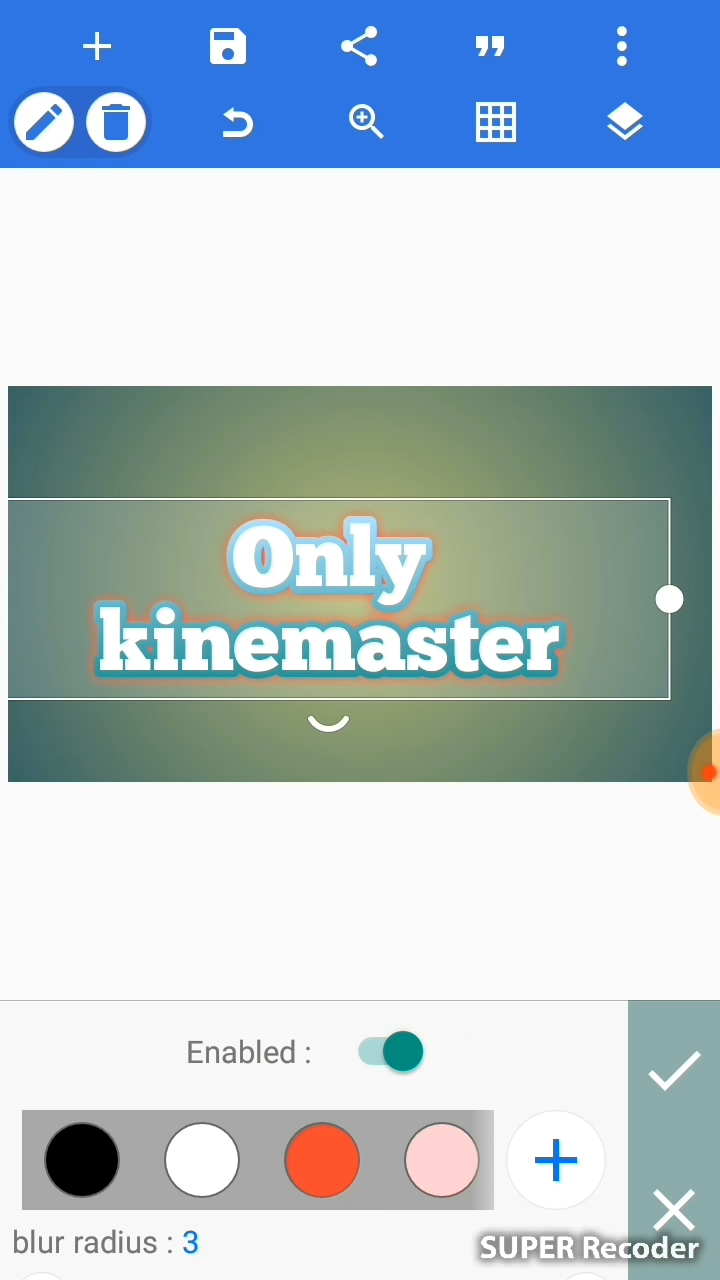 Only
kinemaster
Enabled :
blur radius : 3
SUPER Recoder